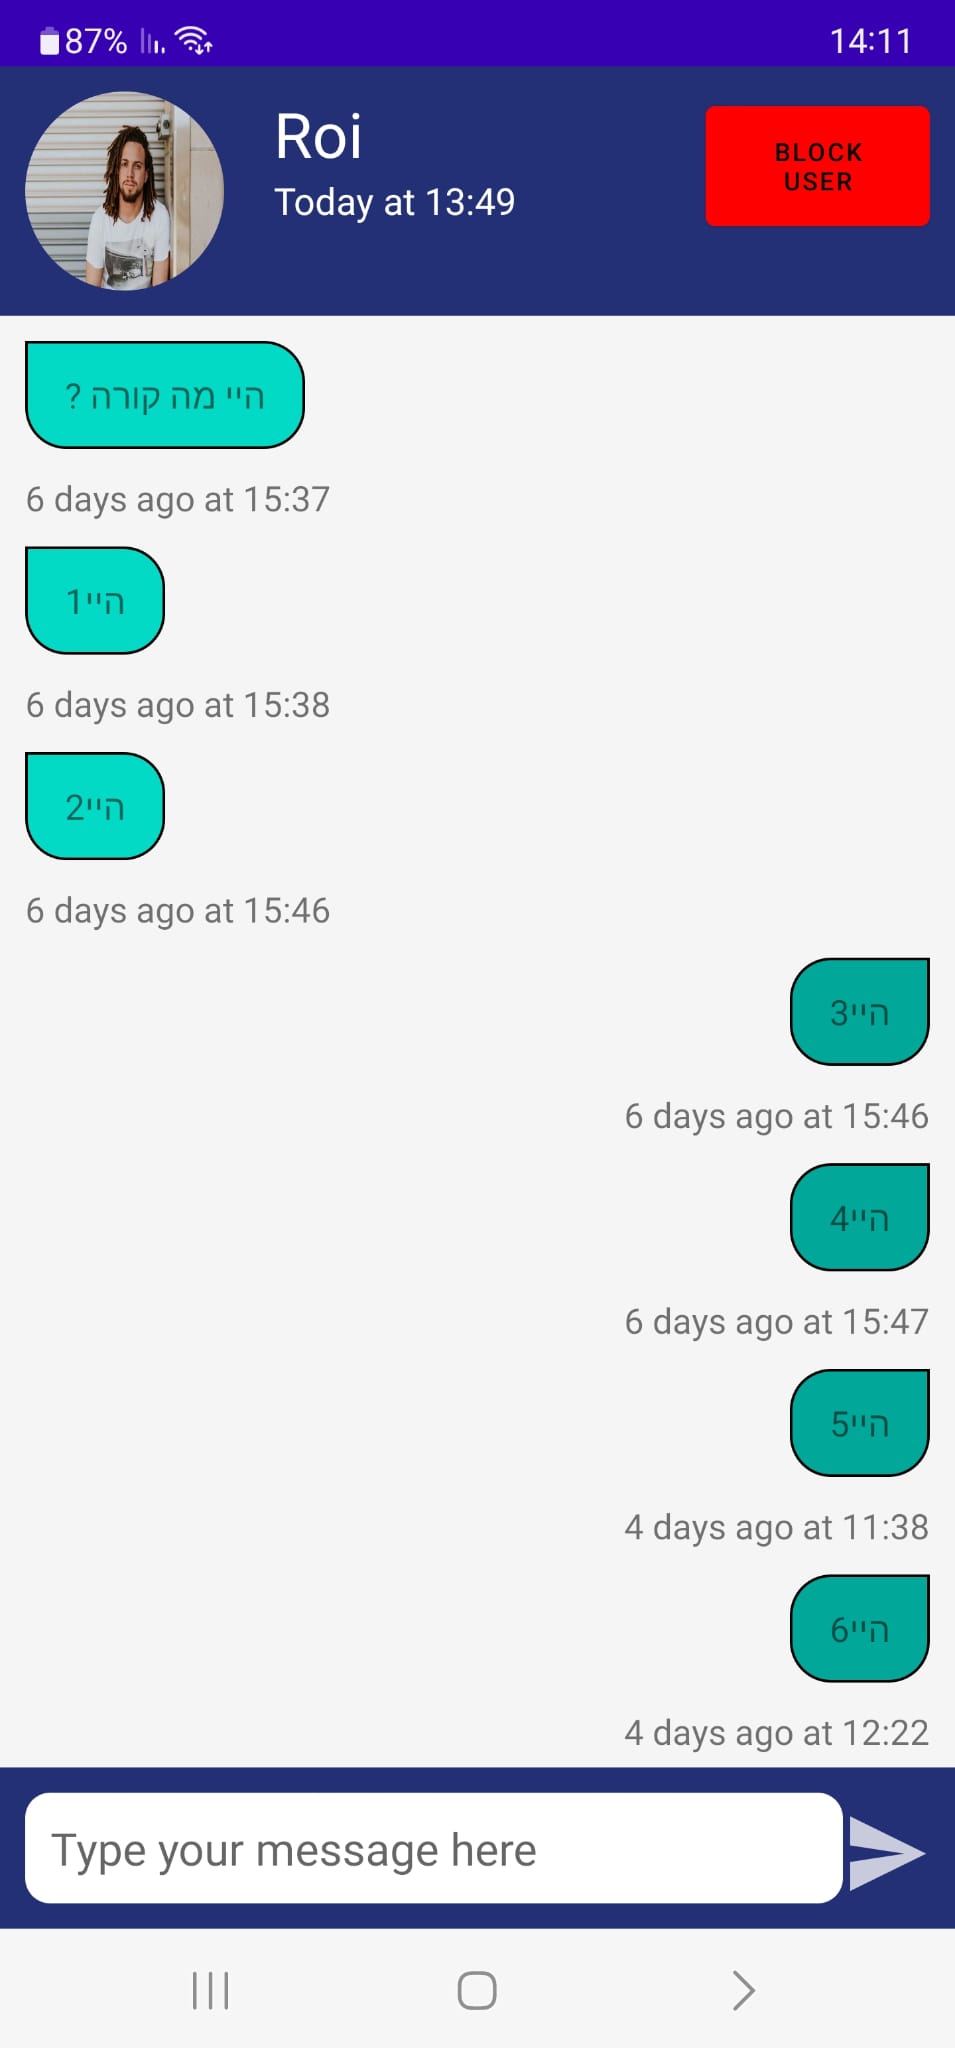 87%
14:11
Roi
Today at 13:49
BLOCK
USER
היי מה קורה ?
6 days ago at 15:37
היי1
6 days ago at 15:38
היי2
6 days ago at 15:46
היי3
6 days ago at 15:46
היי4
6 days ago at 15:47
היי5
4 days ago at 11:38
היי6
4 days ago at 12:22
Type your message here